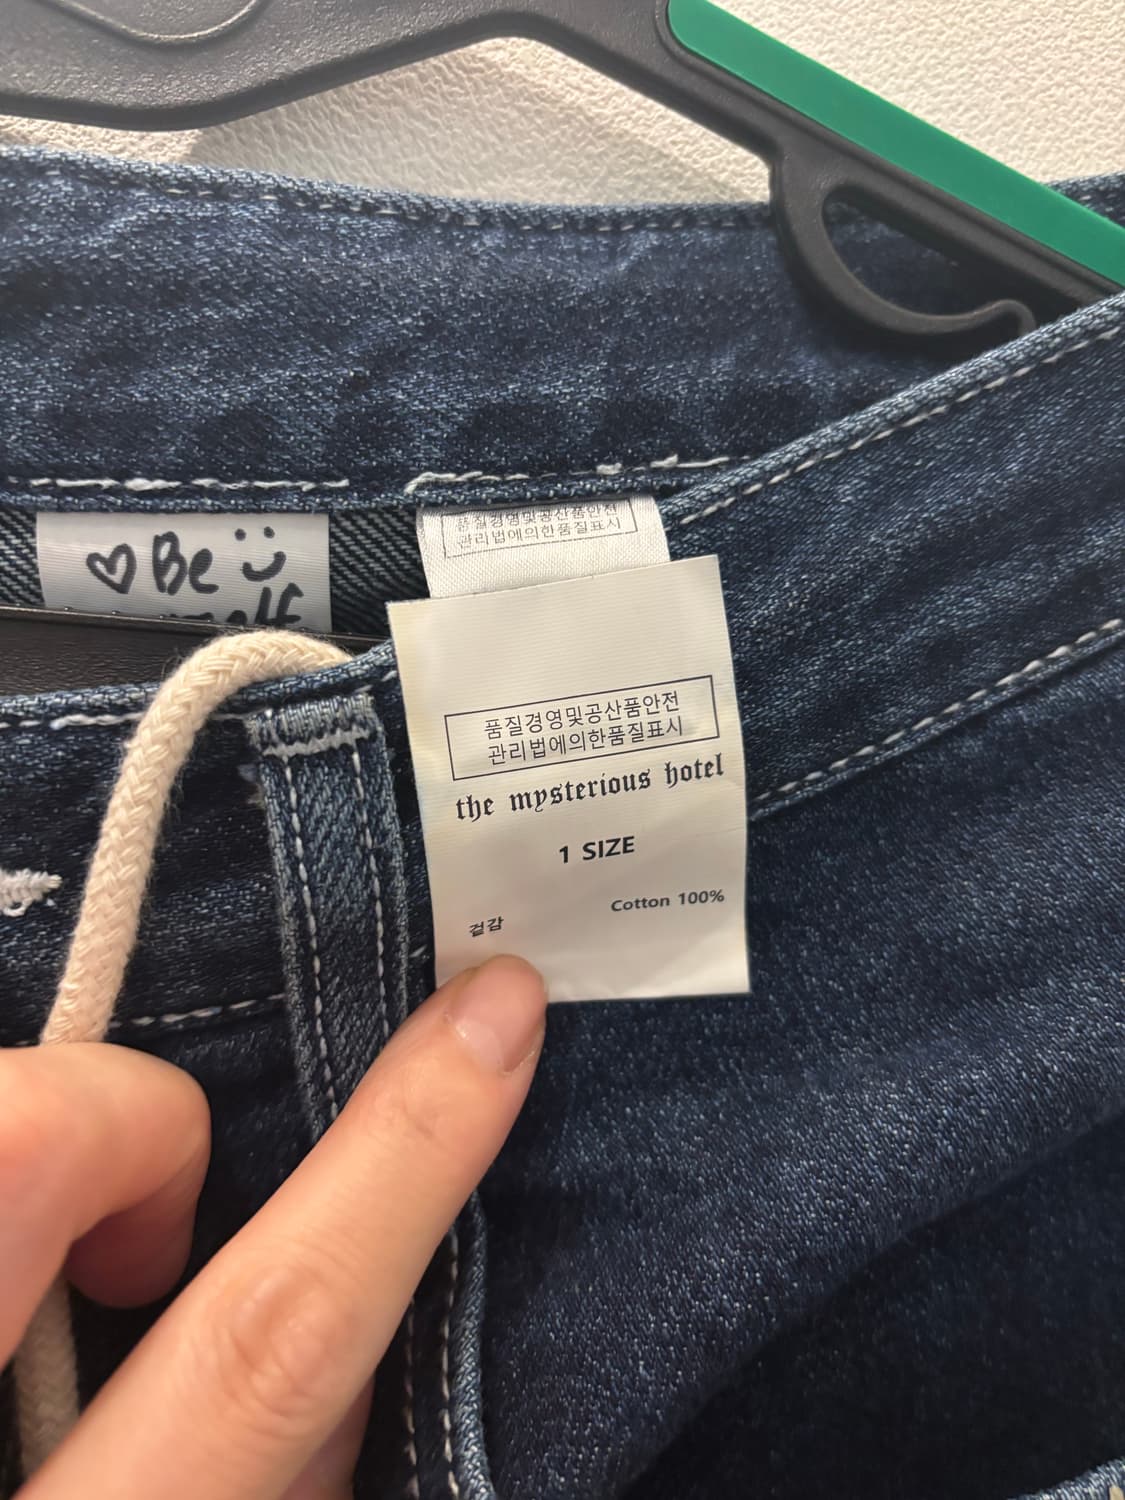 ♡ Be
품질경영및공산품안전
관리법에의한품질표시
품질경영및공산품안전
관리법에의한품질표시
the mysterious hotel
1 SIZE
Cotton 100%
겉감